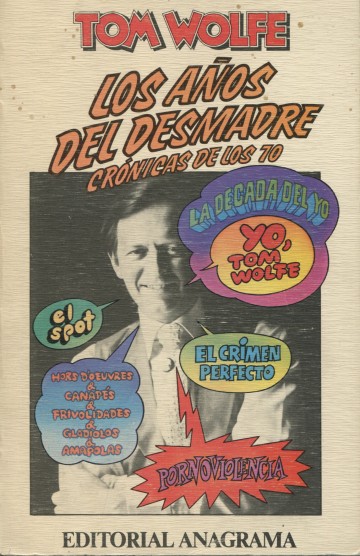 TOM WOLFE
LOS AÑOS
DEL DESMADRE
CRÓNICAS DE LOS 70
LA DECADA DEL YO
YO,
TOM
WOLFE
el
spot
EL CRIMEN
PERFECTO
HORS D'OEUVRES
&
CANAPÉS
&
FRIVOLIDADES
&
GLADIOLOS
&
AMAPOLAS
PORNOVIOLENCIA
EDITORIAL ANAGRAMA